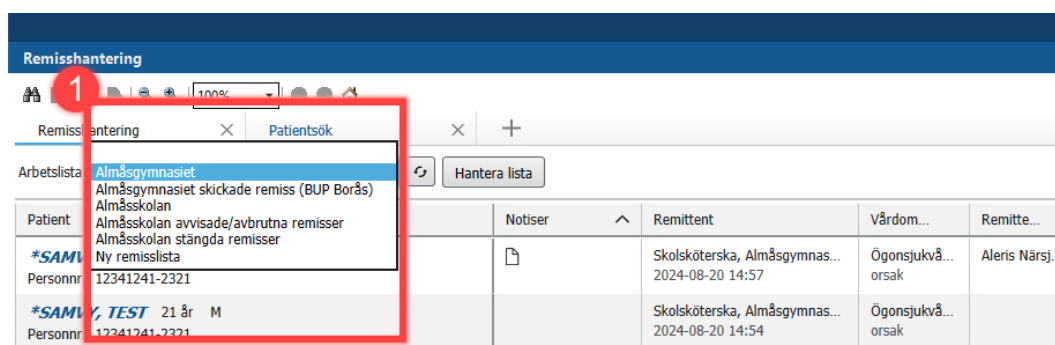 Remisshantering
1
100%
Remisshantering Patientsök
Arbetslista
Almåsgymnasiet
Almåsgymnasiet skickade remiss (BUP Borås)
Almåsskolan
Almåsskolan avvisade/avbrutna remisser
Almåsskolan stängda remisser
Ny remisslista
Hantera lista
Patient Notiser Remittent Vårdom... Remitte...
*SAMVY Skolsköterska, Almåsgymnas... Ögonsjukvå... Aleris Närsj.
Personnr 12341241-2321 2024-08-20 14:57 orsak
*SAMVY, TEST 21 år M Skolsköterska, Almåsgymnas... Ögonsjukvå...
Personnr 12341241-2321 2024-08-20 14:54 orsak